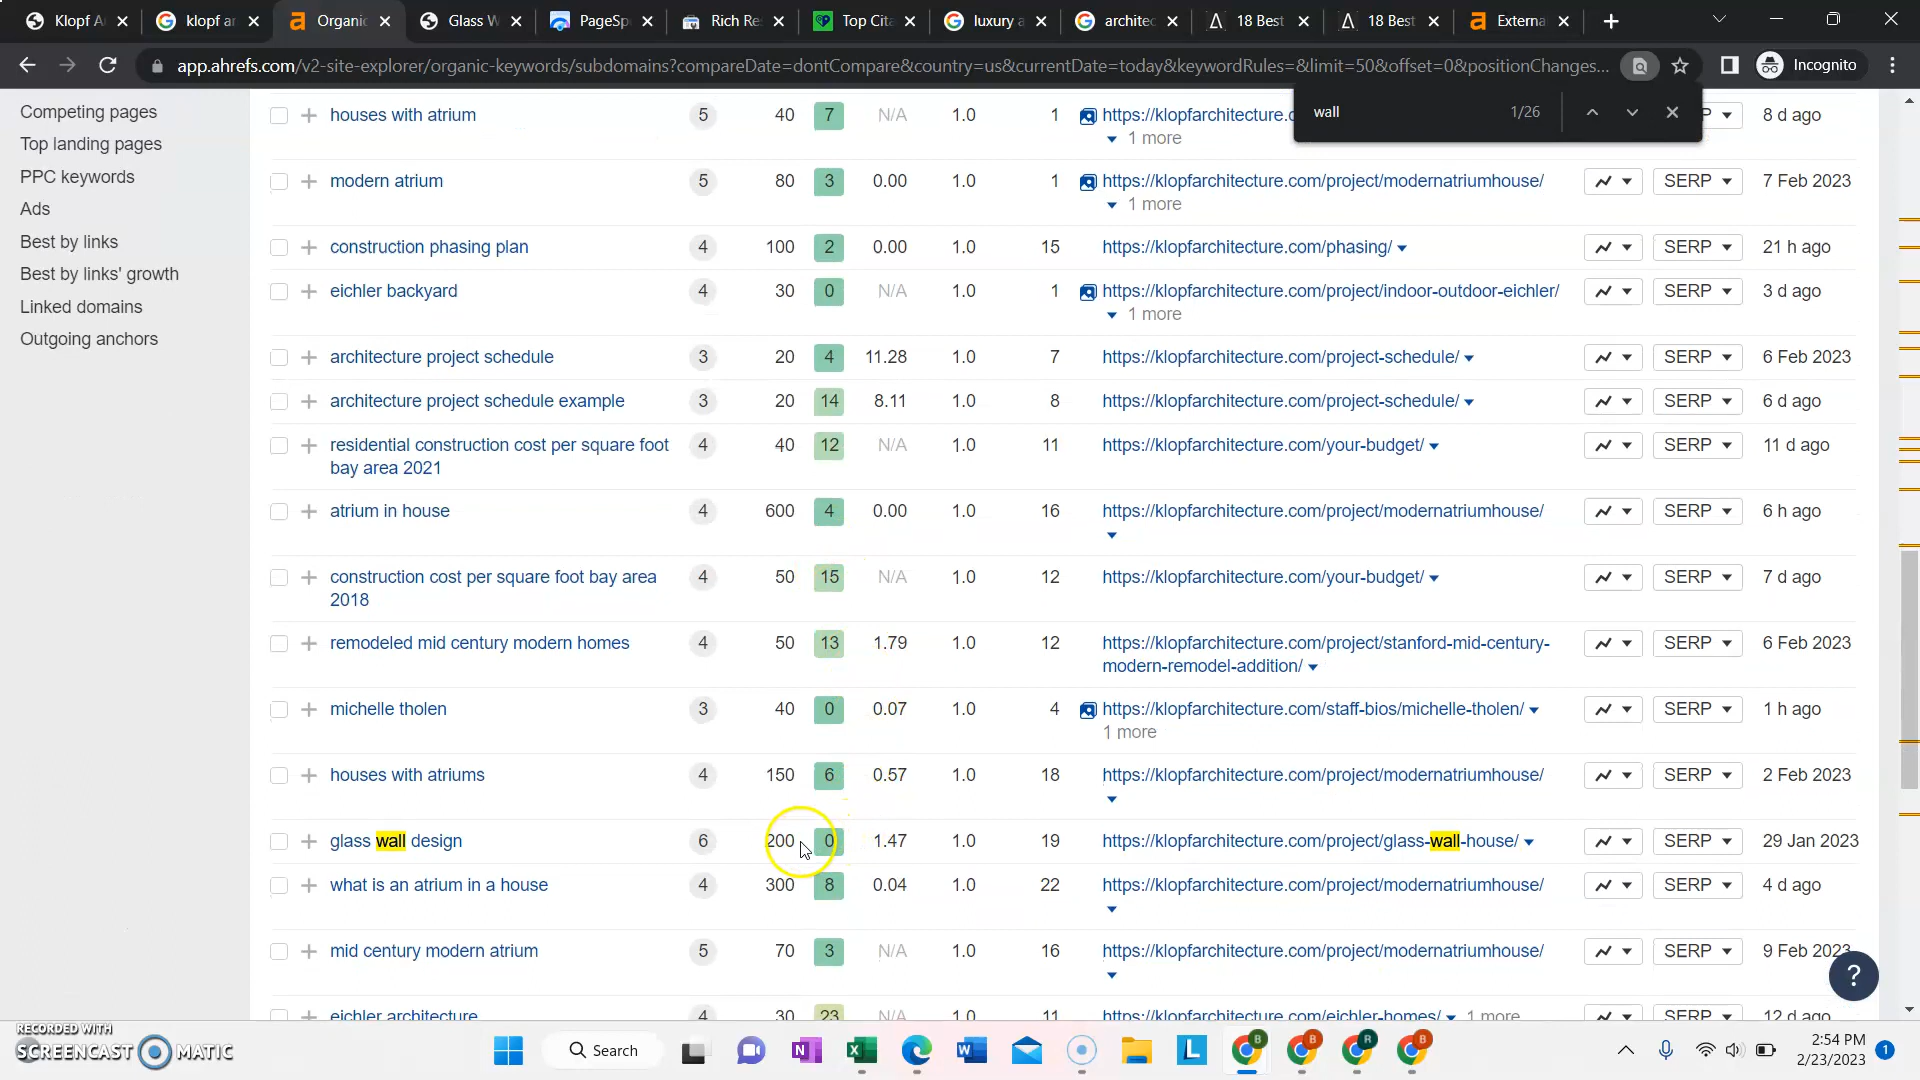 Klopf A
klopf ar
Organic
Glass W
PageSpe
Rich Re
Top Cita
luxury a
architec
18 Best
18 Best
Externa
app.ahrefs.com/v2-site-explorer/organic-keywords/subdomains?compareDate=dontCompare&country=us&currentDate=today&keywordRules=&limit=50&offset=0&positionChanges...
Incognito
wall 1/26
Competing pages
Top landing pages
PPC keywords
Ads
Best by links
Best by links' growth
Linked domains
Outgoing anchors
houses with atrium 5 40 7 N/A 1.0 1 https://klopfarchitecture.c P 8 d ago
1 more
modern atrium 5 80 3 0.00 1.0 1 https://klopfarchitecture.com/project/modernatriumhouse/ SERP 7 Feb 2023
1 more
construction phasing plan 4 100 2 0.00 1.0 15 https://klopfarchitecture.com/phasing/ SERP 21 h ago
eichler backyard 4 30 0 N/A 1.0 1 https://klopfarchitecture.com/project/indoor-outdoor-eichler/ SERP 3 d ago
1 more
architecture project schedule 3 20 4 11.28 1.0 7 https://klopfarchitecture.com/project-schedule/ SERP 6 Feb 2023
architecture project schedule example 3 20 14 8.11 1.0 8 https://klopfarchitecture.com/project-schedule/ SERP 6 d ago
residential construction cost per square foot 4 40 12 N/A 1.0 11 https://klopfarchitecture.com/your-budget/ SERP 11 d ago
bay area 2021
atrium in house 4 600 4 0.00 1.0 16 https://klopfarchitecture.com/project/modernatriumhouse/ SERP 6 h ago
construction cost per square foot bay area 4 50 15 N/A 1.0 12 https://klopfarchitecture.com/your-budget/ SERP 7 d ago
2018
remodeled mid century modern homes 4 50 13 1.79 1.0 12 https://klopfarchitecture.com/project/stanford-mid-century- SERP 6 Feb 2023
modern-remodel-addition/
michelle tholen 3 40 0 0.07 1.0 4 https://klopfarchitecture.com/staff-bios/michelle-tholen/ SERP 1 h ago
1 more
houses with atriums 4 150 6 0.57 1.0 18 https://klopfarchitecture.com/project/modernatriumhouse/ SERP 2 Feb 2023
glass wall design 6 200 0 1.47 1.0 19 https://klopfarchitecture.com/project/glass-wall-house/ SERP 29 Jan 2023
what is an atrium in a house 4 300 8 0.04 1.0 22 https://klopfarchitecture.com/project/modernatriumhouse/ SERP 4 d ago
mid century modern atrium 5 70 3 N/A 1.0 16 https://klopfarchitecture.com/project/modernatriumhouse/ SERP 9 Feb 2023
eichler architecture 4 30 23 N/A 1.0 11 https://klopfarchitecture.com/eichler-homes/ 1 more SERP 12 d ago
?
RECORDED WITH
SCREENCAST MATIC
Search
2:54 PM
2/23/2023
1